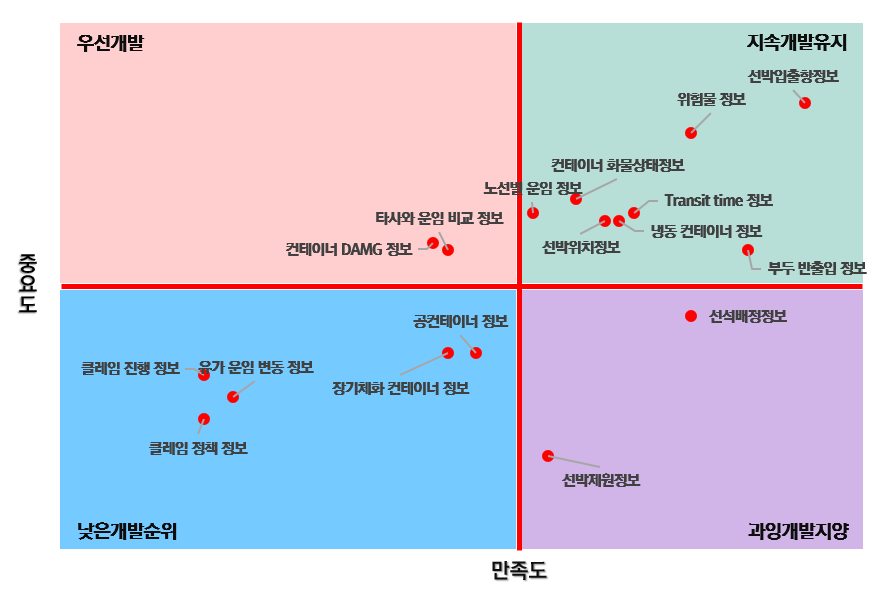 우선개발
지속개발유지
선박입출항정보
위험물 정보
컨테이너 화물상태정보
노선별 운임 정보
Transit time 정보
타사와 운임 비교 정보
냉동 컨테이너 정보
컨테이너 DAMG 정보
선박위치정보
부두 반출입 정보
중요도
공컨테이너 정보
선석배정정보
클레임 진행 정보
유가 운임 변동 정보
장기체화 컨테이너 정보
클레임 정책 정보
선박제원정보
낮은개발순위
과잉개발지양
만족도